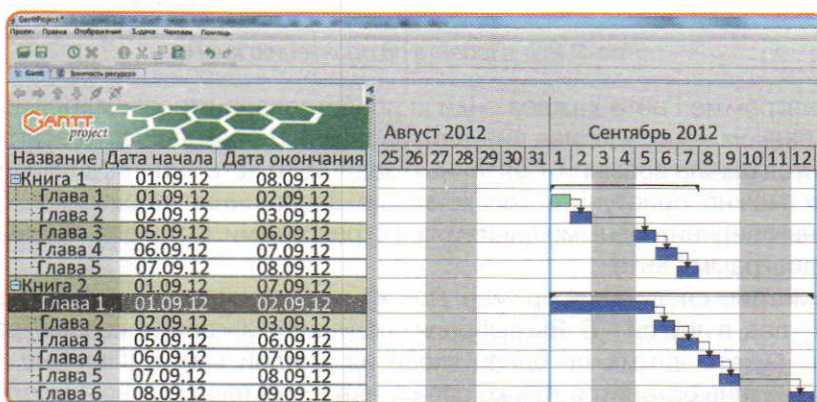 GanttProject *
Проект Правка Отображение Задача Человек Помощь
Gantt Занятость ресурсов
GANTT
project
Август 2012 Сентябрь 2012
Название Дата начала Дата окончания 25 26 27 28 29 30 31 1 2 3 4 5 6 7 8 9 10 11 12
Книга 1 01.09.12 08.09.12
Глава 1 01.09.12 02.09.12
Глава 2 02.09.12 03.09.12
Глава 3 05.09.12 06.09.12
Глава 4 06.09.12 07.09.12
Глава 5 07.09.12 08.09.12
Книга 2 01.09.12 07.09.12
Глава 1 01.09.12 02.09.12
Глава 2 02.09.12 03.09.12
Глава 3 05.09.12 06.09.12
Глава 4 06.09.12 07.09.12
Глава 5 07.09.12 08.09.12
Глава 6 08.09.12 09.09.12